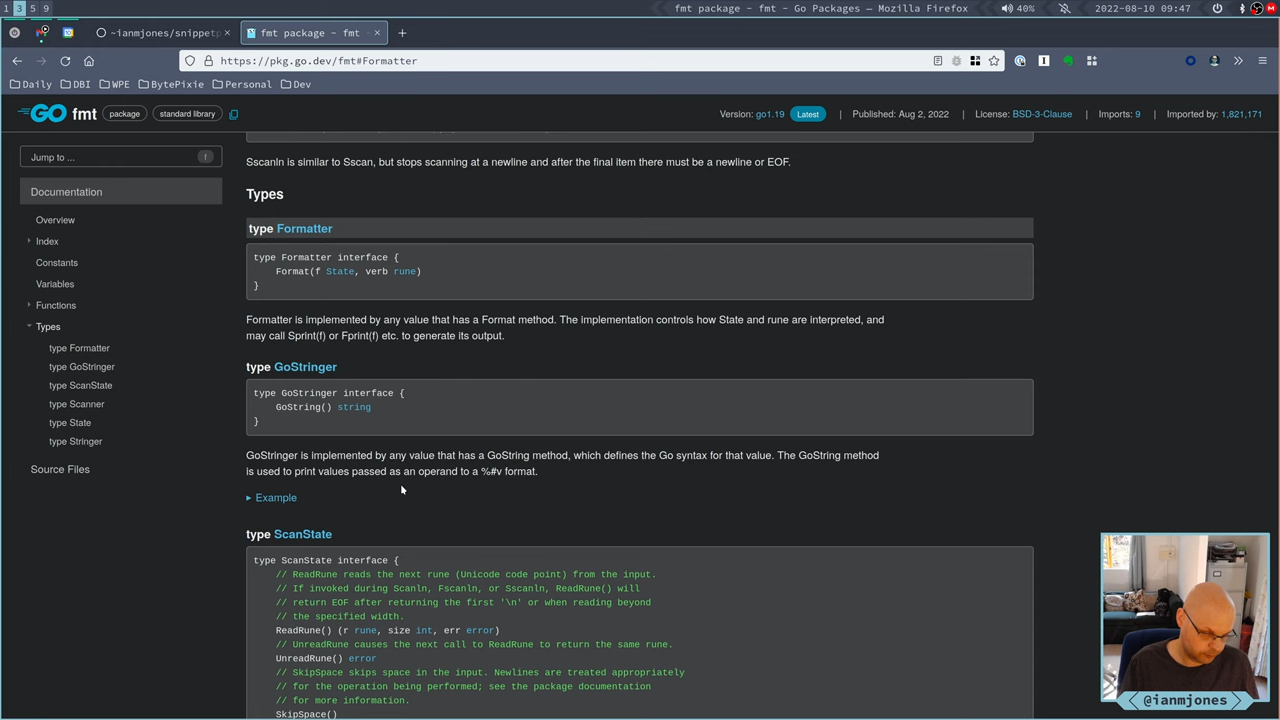 1 3 5 9
fmt package - fmt - Go Packages — Mozilla Firefox
40%
2022-08-10 09:47
~ianmjones/snippetp
fmt package - fmt -
https://pkg.go.dev/fmt#Formatter
Daily
DBI
WPE
BytePixie
Personal
Dev
GO
fmt
package
standard library
Version: go1.19
Latest
Published: Aug 2, 2022
License: BSD-3-Clause
Imports: 9
Imported by: 1,821,171
Jump to ...
f
Documentation
Overview
Index
Constants
Variables
Functions
Types
type Formatter
type GoStringer
type ScanState
type Scanner
type State
type Stringer
Source Files
Sscanln is similar to Sscan, but stops scanning at a newline and after the final item there must be a newline or EOF.
Types
type Formatter
type Formatter interface {
Format(f State, verb rune)
}
Formatter is implemented by any value that has a Format method. The implementation controls how State and rune are interpreted, and
may call Sprint(f) or Fprint(f) etc. to generate its output.
type GoStringer
type GoStringer interface {
GoString() string
}
GoStringer is implemented by any value that has a GoString method, which defines the Go syntax for that value. The GoString method
is used to print values passed as an operand to a %#v format.
Example
type ScanState
type ScanState interface {
// ReadRune reads the next rune (Unicode code point) from the input.
// If invoked during Scanln, Fscanln, or Sscanln, ReadRune() will
// return EOF after returning the first '\n' or when reading beyond
// the specified width.
ReadRune() (r rune, size int, err error)
// UnreadRune causes the next call to ReadRune to return the same rune.
UnreadRune() error
// SkipSpace skips space in the input. Newlines are treated appropriately
// for the operation being performed; see the package documentation
// for more information.
SkipSpace()
@ianmjones